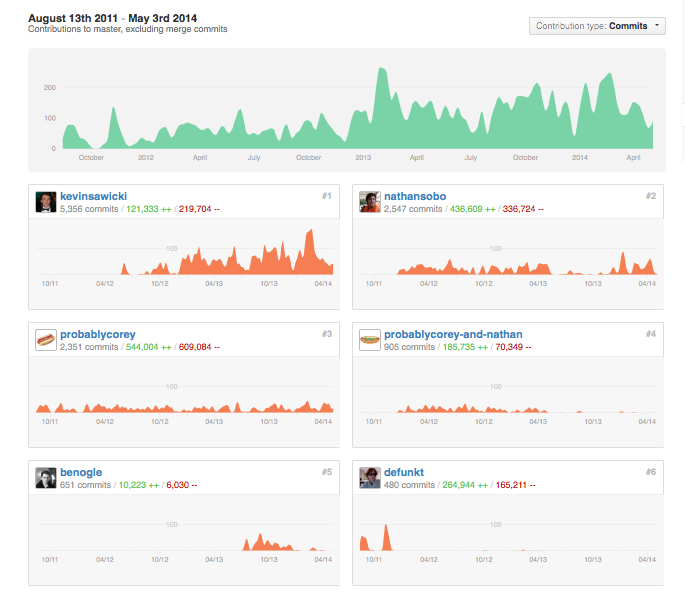 August 13th 2011 - May 3rd 2014
Contributions to master, excluding merge commits
Contribution type: Commits
200
100
0
October 2012 April July October 2013 April July October 2014 April
kevinsawicki #1
5,356 commits / 121,333 ++ / 219,704 --
100
10/11 04/12 10/12 04/13 10/13 04/14
nathansobo #2
2,547 commits / 436,609 ++ / 336,724 --
100
10/11 04/12 10/12 04/13 10/13 04/14
probablycorey #3
2,351 commits / 544,004 ++ / 609,084 --
100
10/11 04/12 10/12 04/13 10/13 04/14
probablycorey-and-nathan #4
905 commits / 185,735 ++ / 70,349 --
100
10/11 04/12 10/12 04/13 10/13 04/14
benogle #5
651 commits / 10,223 ++ / 6,030 --
100
10/11 04/12 10/12 04/13 10/13 04/14
defunkt #6
480 commits / 264,944 ++ / 165,211 --
100
10/11 04/12 10/12 04/13 10/13 04/14